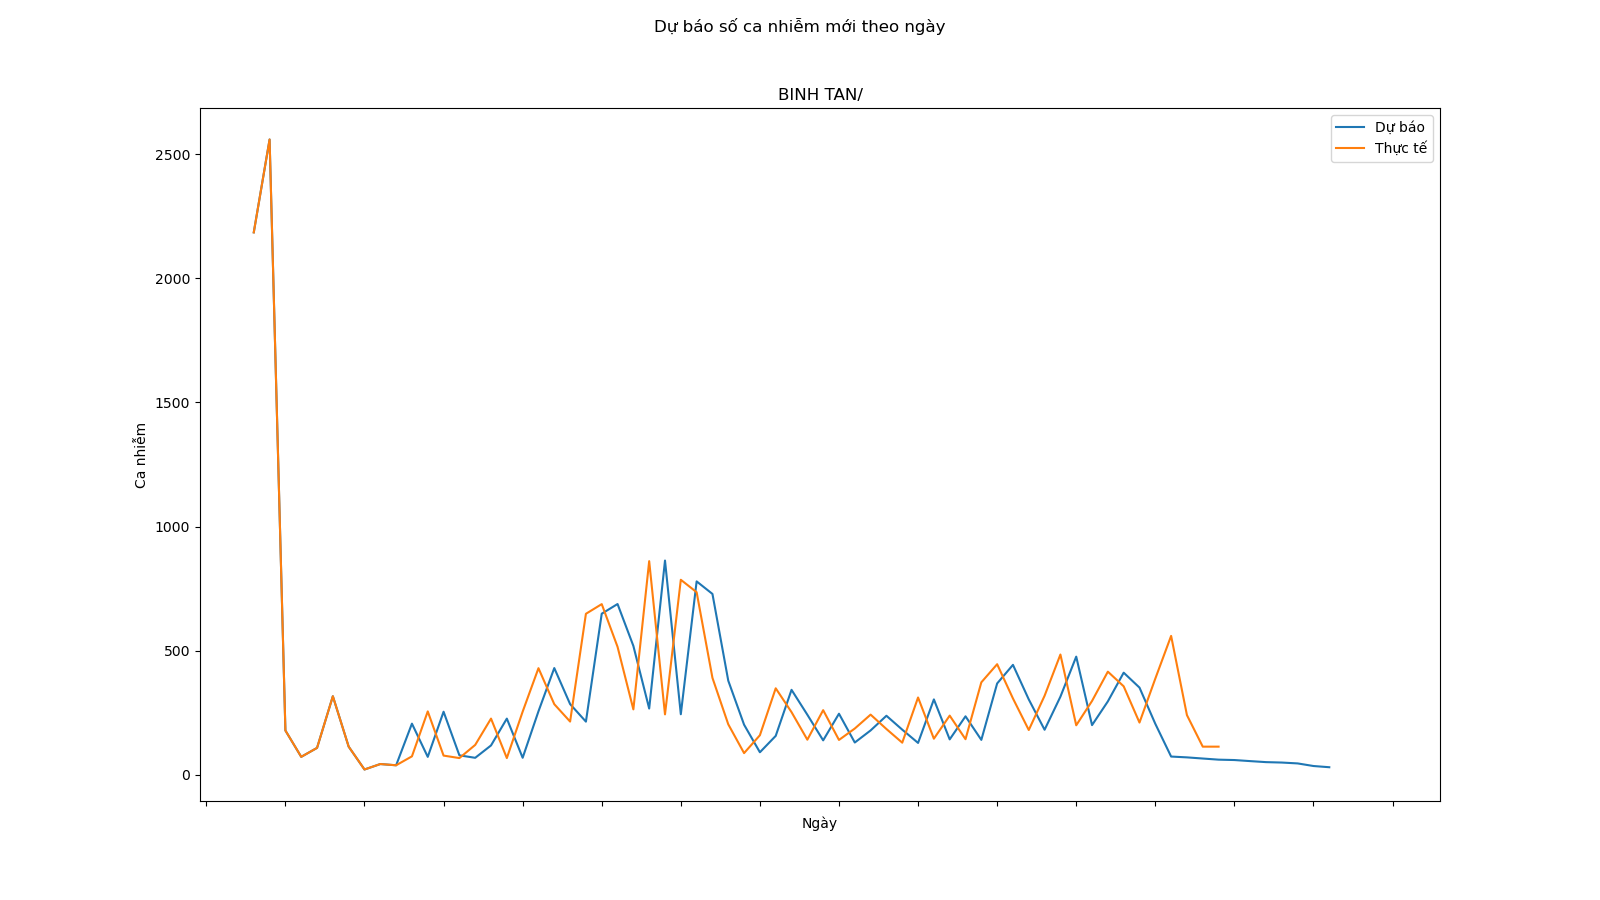 Dự báo số ca nhiễm mới theo ngày
BINH TAN/
Dự báo
Thực tế
2500
2000
1500
1000
500
0
Ca nhiễm
Ngày